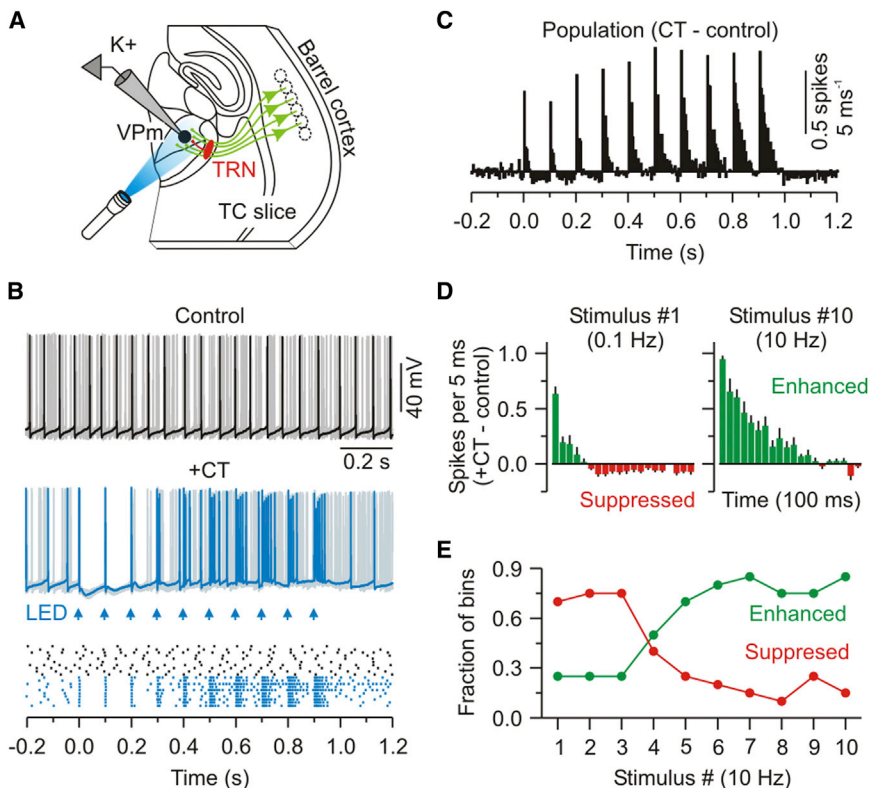 A
K+
VPm
TRN
TC slice
Barrel cortex
B
Control
40 mV
0.2 s
+CT
LED
-0.2 0.0 0.2 0.4 0.6 0.8 1.0 1.2
Time (s)
C
Population (CT - control)
0.5 spikes
5 ms-1
-0.2 0.0 0.2 0.4 0.6 0.8 1.0 1.2
Time (s)
D
Stimulus #1
(0.1 Hz)
Stimulus #10
(10 Hz)
Spikes per 5 ms
(+CT - control)
1.0
0.5
0.0
Enhanced
Suppressed
Time (100 ms)
E
Fraction of bins
0.9
0.6
0.3
0.0
Enhanced
Suppresed
1 2 3 4 5 6 7 8 9 10
Stimulus # (10 Hz)